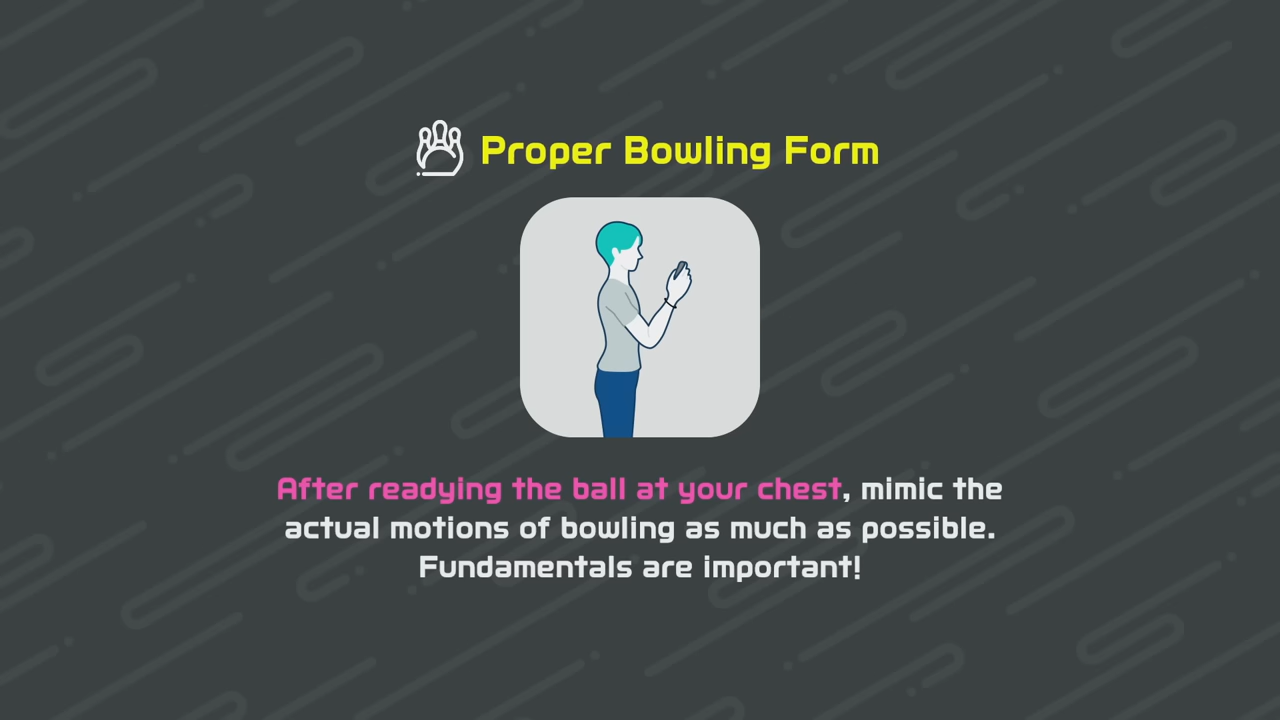 Proper Bowling Form
After readying the ball at your chest, mimic the
actual motions of bowling as much as possible.
Fundamentals are important!